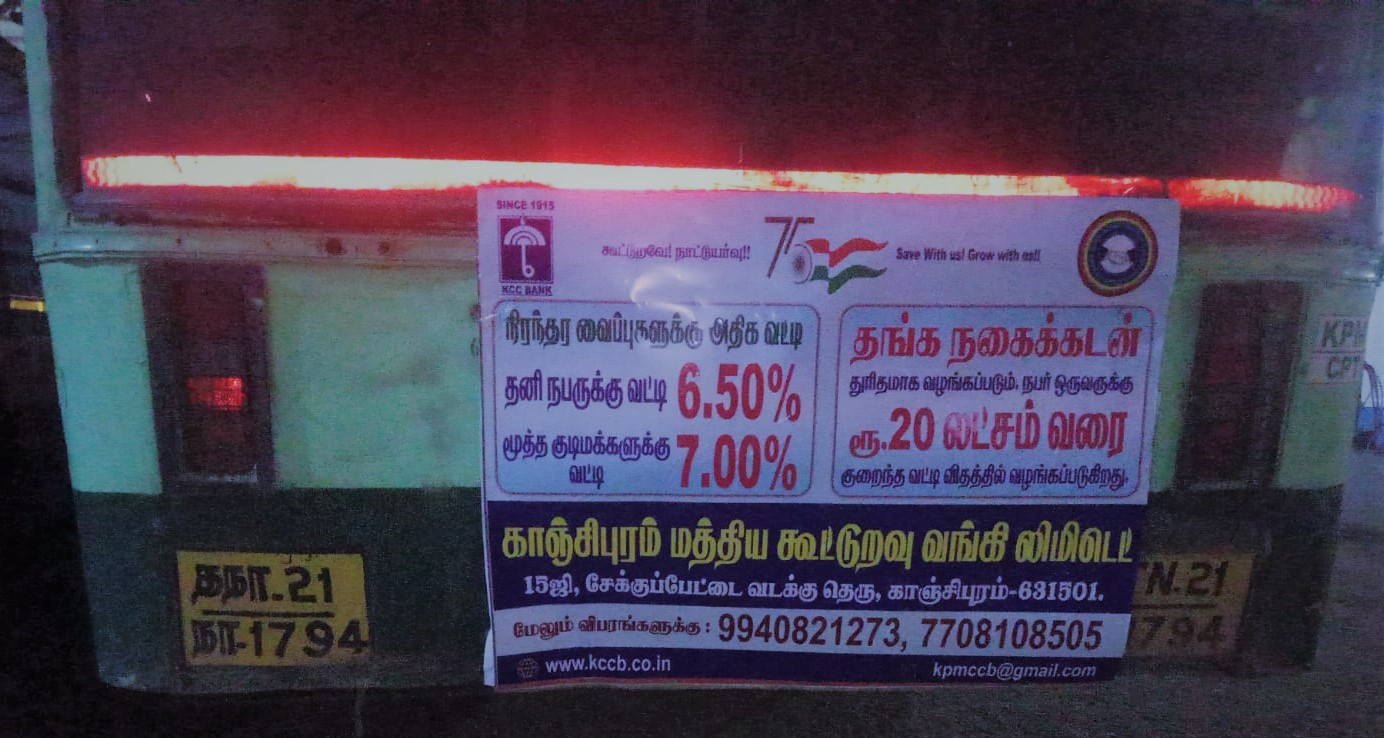 SINCE 1915
KCC BANK
கூட்டுறவே! நாட்டுயர்வு!!
75
Save With us! Grow with us!!
நிரந்தர வைப்புகளுக்கு அதிக வட்டி
தனி நபருக்கு வட்டி 6.50%
மூத்த குடிமக்களுக்கு
வட்டி 7.00%
தங்க நகைக்கடன்
துரிதமாக வழங்கப்படும். நபர் ஒருவருக்கு
ரூ.20 லட்சம் வரை
குறைந்த வட்டி விதத்தில் வழங்கப்படுகிறது.
காஞ்சிபுரம் மத்திய கூட்டுறவு வங்கி லிமிடெட்
15ஜி, சேக்குப்பேட்டை வடக்கு தெரு, காஞ்சிபுரம்-631501.
மேலும் விபரங்களுக்கு : 9940821273, 7708108505
www.kccb.co.in
kpmccb@gmail.com
தநா.21
நா-1794
TN.21
1794
KPM
CPT